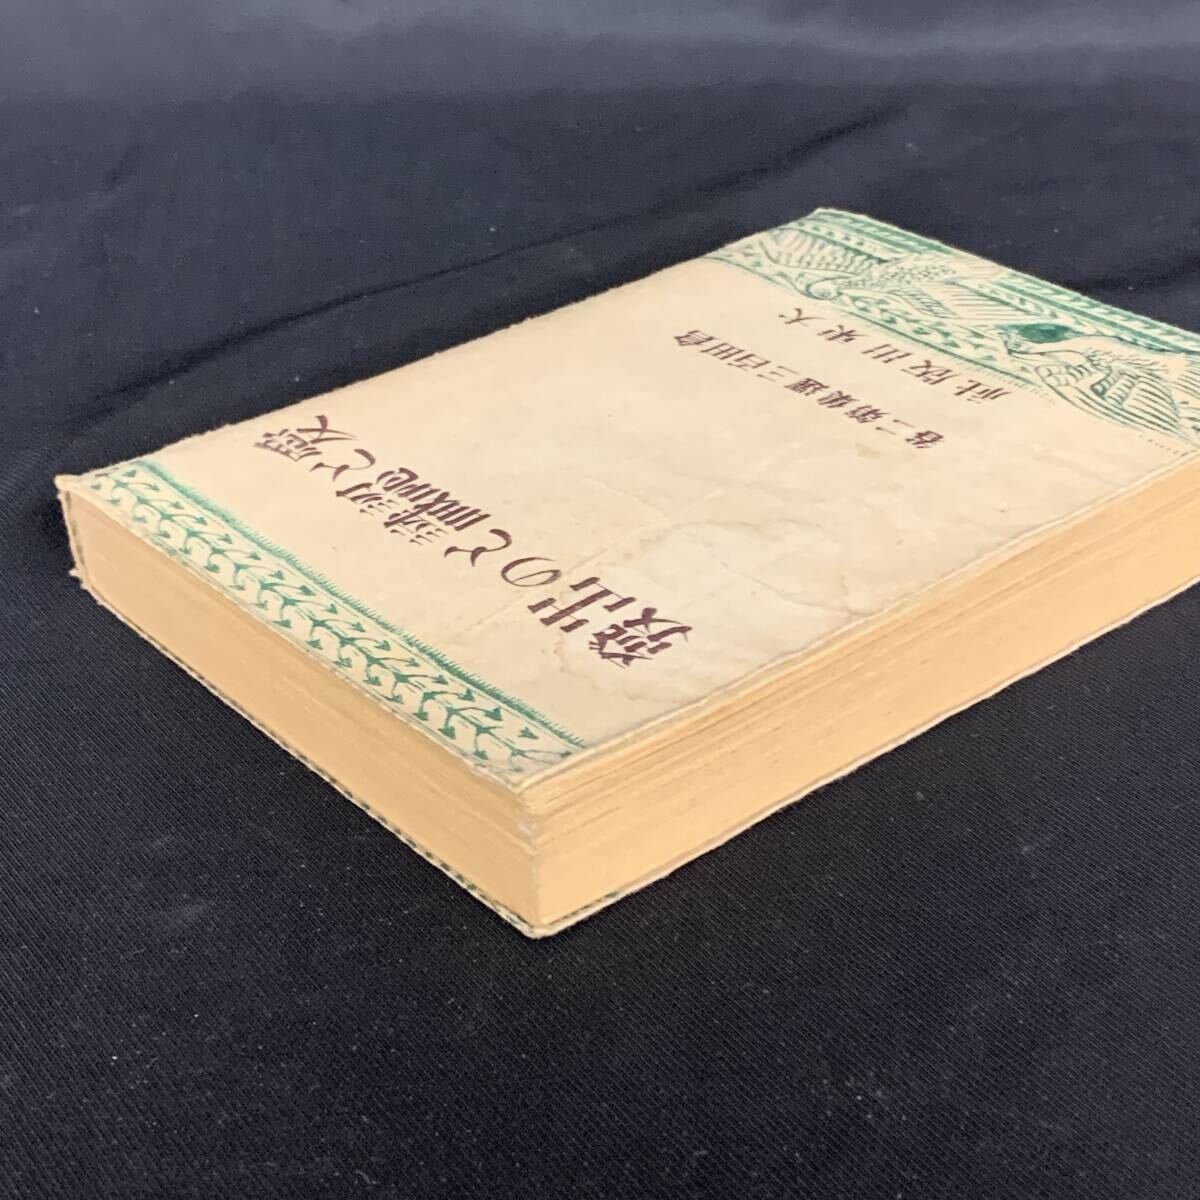 愛と認識との出發
倉田百三選集第二卷
大東出版社